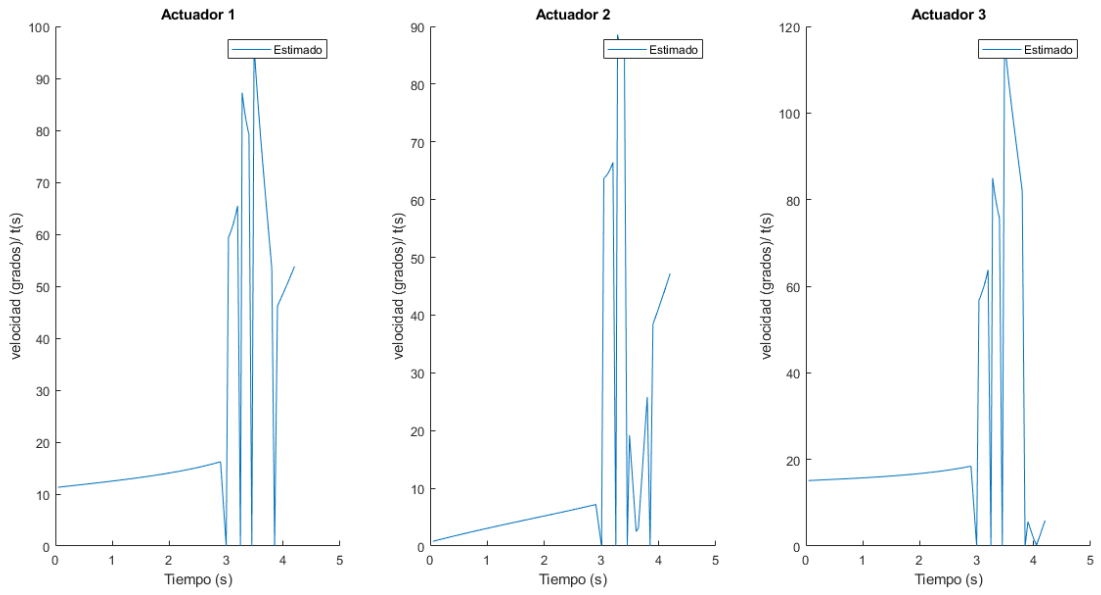 Actuador 1
Estimado
100
90
80
70
60
50
40
30
20
10
0
velocidad (grados)/ t(s)
0 1 2 3 4 5
Tiempo (s)
Actuador 2
Estimado
90
80
70
60
50
40
30
20
10
0
velocidad (grados)/ t(s)
0 1 2 3 4 5
Tiempo (s)
Actuador 3
Estimado
120
100
80
60
40
20
0
velocidad (grados)/ t(s)
0 1 2 3 4 5
Tiempo (s)